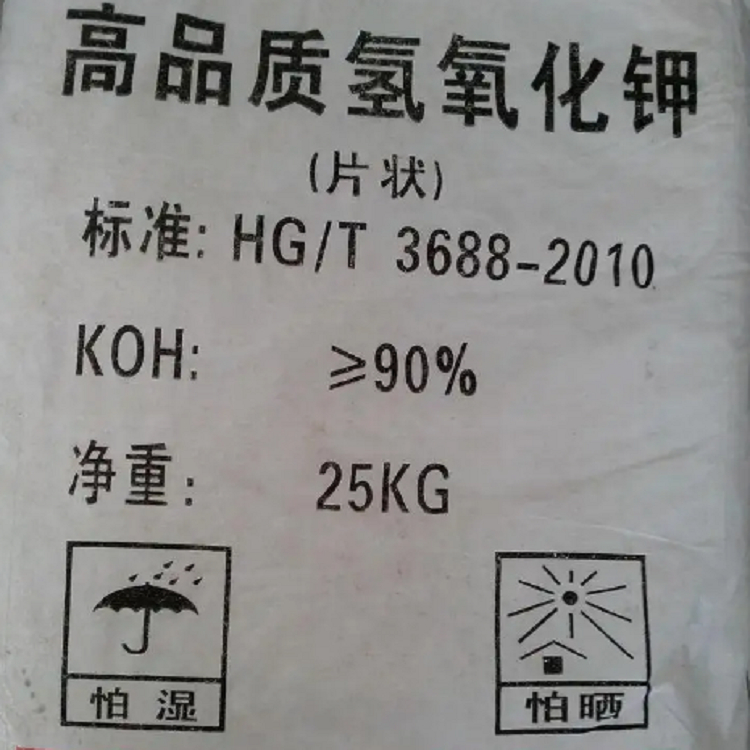 高品质氢氧化钾
(片状)
标准: HG/T 3688-2010
KOH: ≥90%
净重: 25KG
怕湿
怕晒